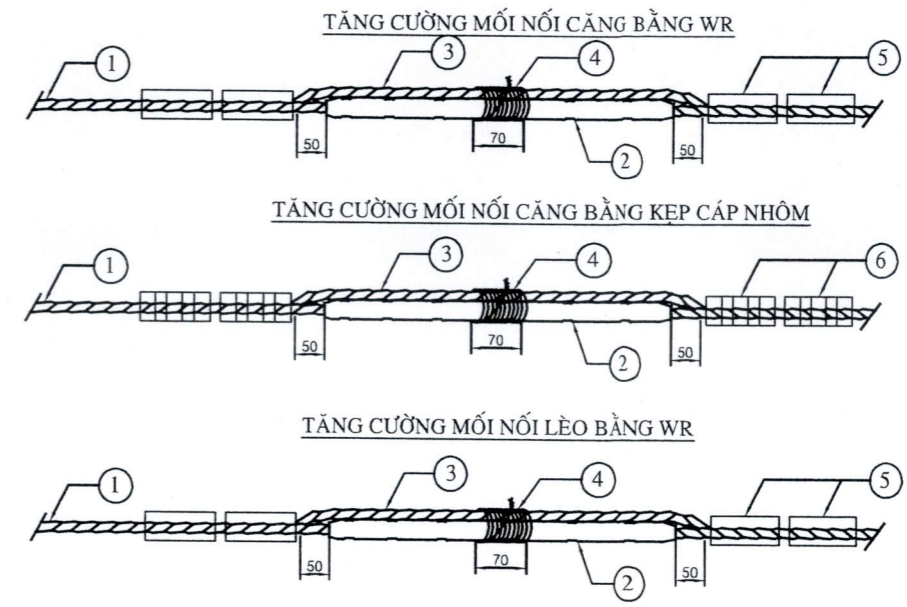 TĂNG CƯỜNG MỐI NỐI CĂNG BẰNG WR
1 3 4 5
50 70 50
2
TĂNG CƯỜNG MỐI NỐI CĂNG BẰNG KẸP CÁP NHÔM
1 3 4 6
50 70 50
2
TĂNG CƯỜNG MỐI NỐI LÈO BẰNG WR
1 3 4 5
50 70 50
2